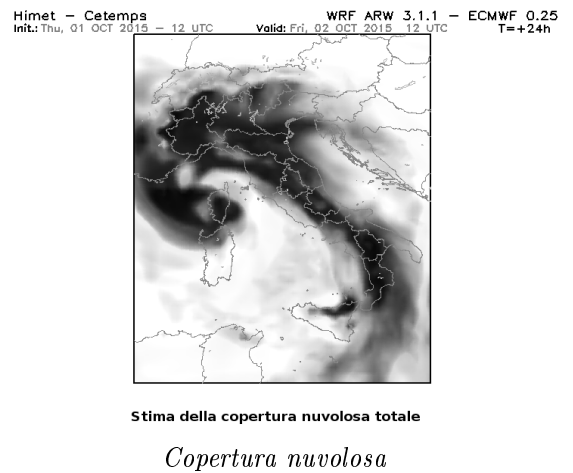 Himet – Cetemps WRF ARW 3.1.1 – ECMWF 0.25
Init.: Thu, 01 OCT 2015 – 12 UTC Valid: Fri, 02 OCT 2015 12 UTC T=+24h
Stima della copertura nuvolosa totale
Copertura nuvolosa